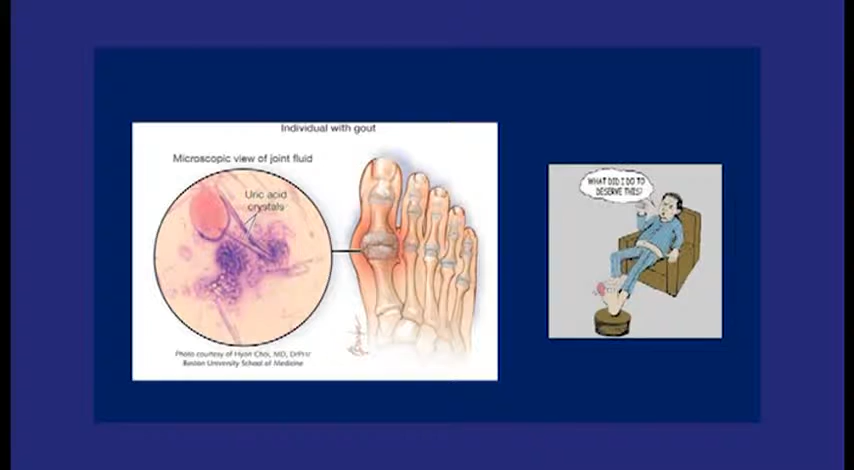 Individual with gout
Microscopic view of joint fluid
Uric acid
crystals
Photo courtesy of Hyon Choi, MD, DrPH
Boston University School of Medicine
WHAT DID I DO TO
DESERVE THIS?